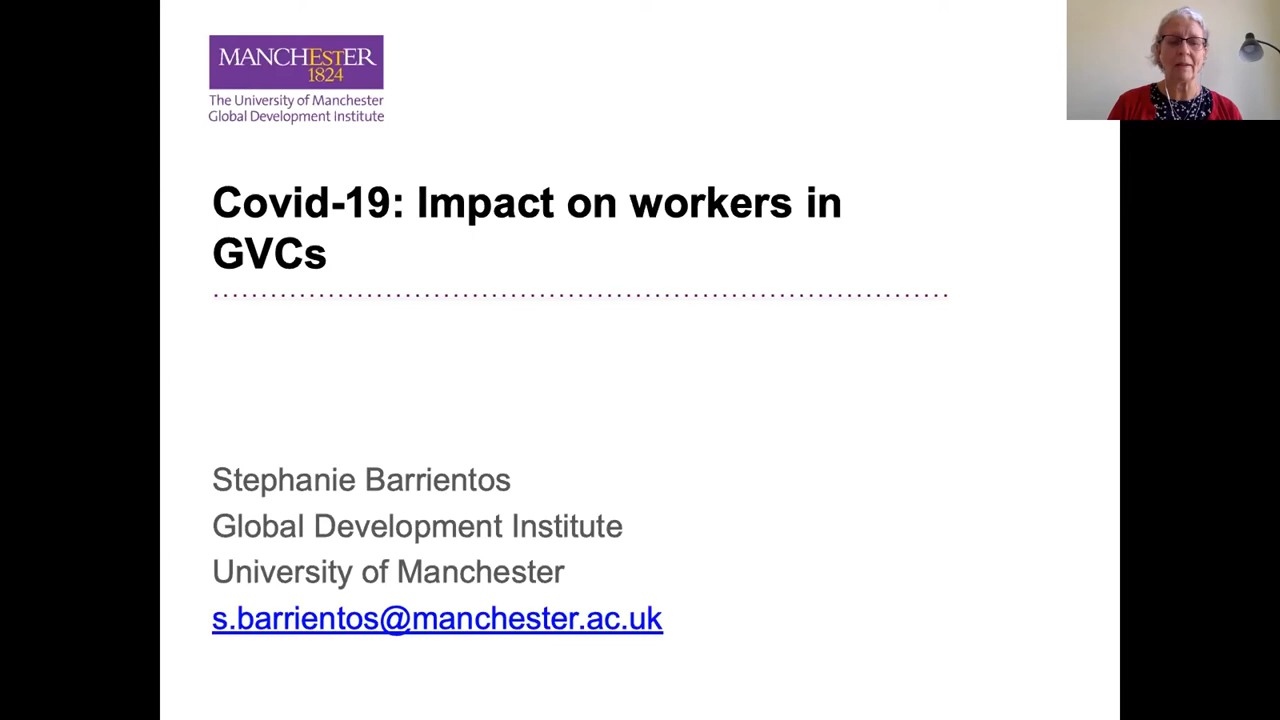 MANCHESTER
1824
The University of Manchester
Global Development Institute
Covid-19: Impact on workers in
GVCs
Stephanie Barrientos
Global Development Institute
University of Manchester
s.barrientos@manchester.ac.uk